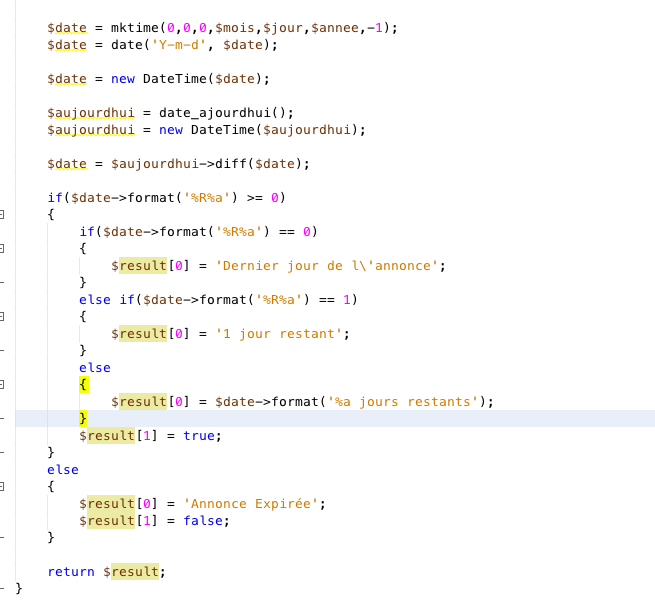 $date = mktime(0,0,0,$mois,$jour,$annee,-1);
$date = date('Y-m-d', $date);
$date = new DateTime($date);
$aujourdhui = date_ajourdhui();
$aujourdhui = new DateTime($aujourdhui);
$date = $aujourdhui->diff($date);
if($date->format('%R%a') >= 0)
{
if($date->format('%R%a') == 0)
{
$result[0] = 'Dernier jour de l\'annonce';
}
else if($date->format('%R%a') == 1)
{
$result[0] = '1 jour restant';
}
else
{
$result[0] = $date->format('%a jours restants');
}
$result[1] = true;
}
else
{
$result[0] = 'Annonce Expirée';
$result[1] = false;
}
return $result;
}